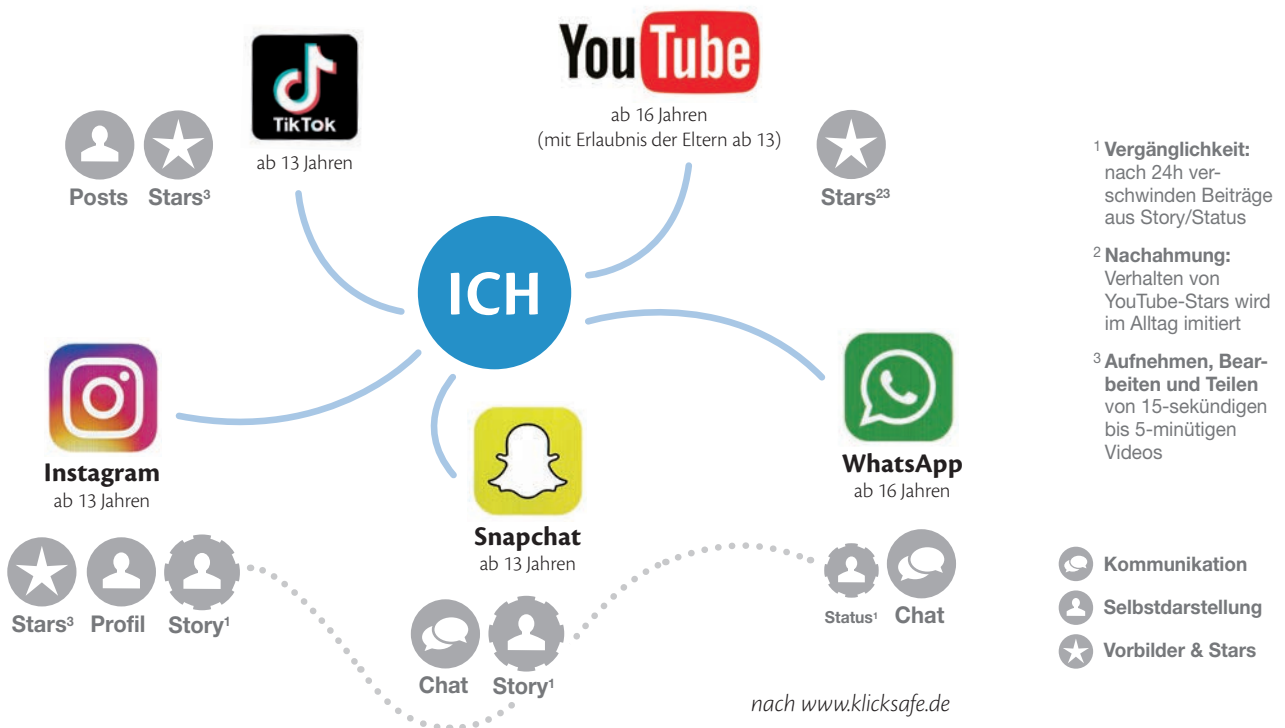 TikTok
ab 13 Jahren
Posts Stars³
YouTube
ab 16 Jahren
(mit Erlaubnis der Eltern ab 13)
Stars²³
ICH
Instagram
ab 13 Jahren
Stars³ Profil Story¹
Snapchat
ab 13 Jahren
Chat Story¹
WhatsApp
ab 16 Jahren
Status¹ Chat
¹ Vergänglichkeit:
nach 24h ver-
schwinden Beiträge
aus Story/Status
² Nachahmung:
Verhalten von
YouTube-Stars wird
im Alltag imitiert
³ Aufnehmen, Bear-
beiten und Teilen
von 15-sekündigen
bis 5-minütigen
Videos
Kommunikation
Selbstdarstellung
Vorbilder & Stars
nach www.klicksafe.de